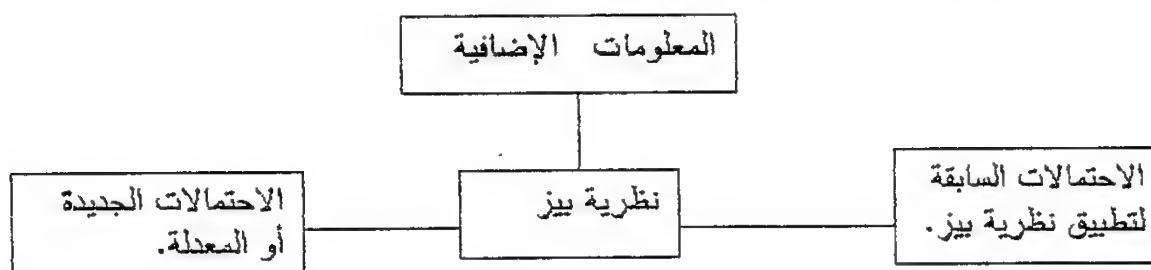 المعلومات الإضافية
الاحتمالات السابقة
لتطبيق نظرية بيز.
نظرية بيز
الاحتمالات الجديدة
أو المعدلة.